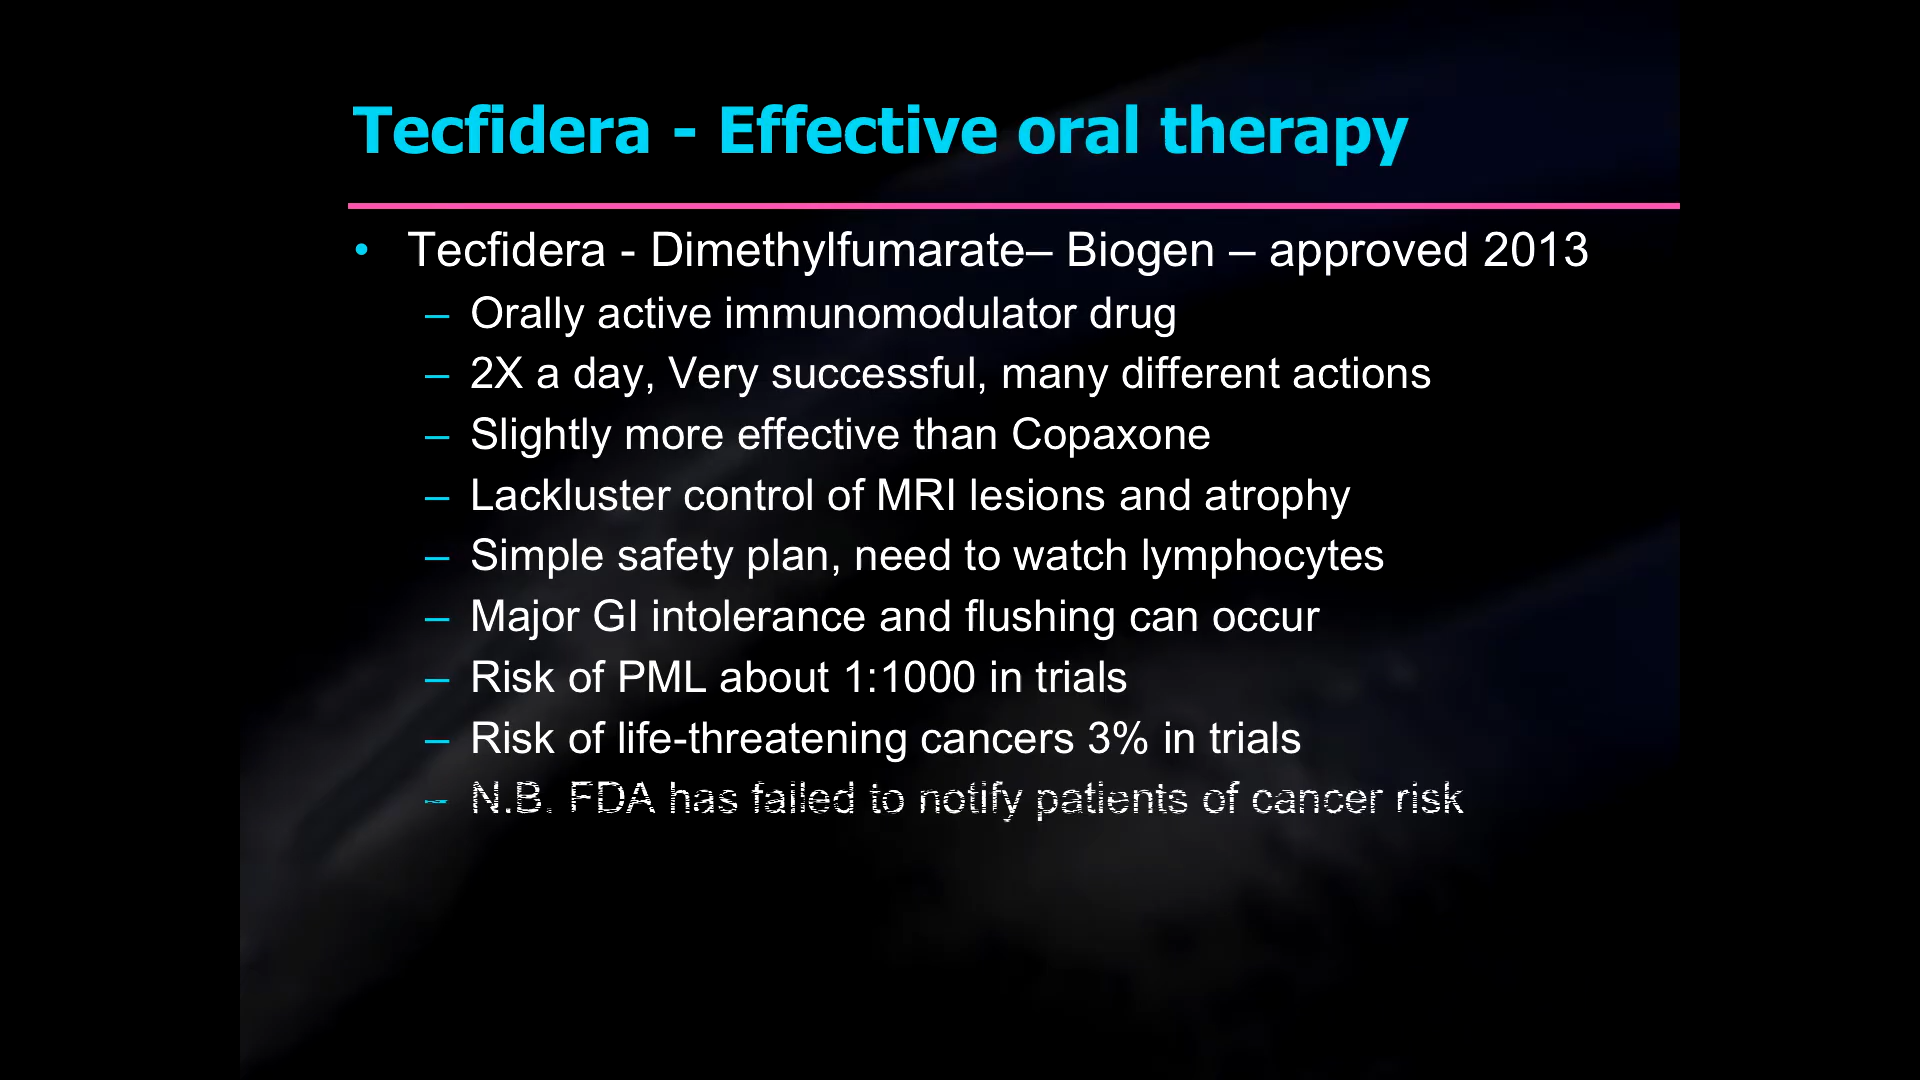 Tecfidera - Effective oral therapy
• Tecfidera - Dimethylfumarate– Biogen – approved 2013
– Orally active immunomodulator drug
– 2X a day, Very successful, many different actions
– Slightly more effective than Copaxone
– Lackluster control of MRI lesions and atrophy
– Simple safety plan, need to watch lymphocytes
– Major GI intolerance and flushing can occur
– Risk of PML about 1:1000 in trials
– Risk of life-threatening cancers 3% in trials
– N.B. FDA has failed to notify patients of cancer risk